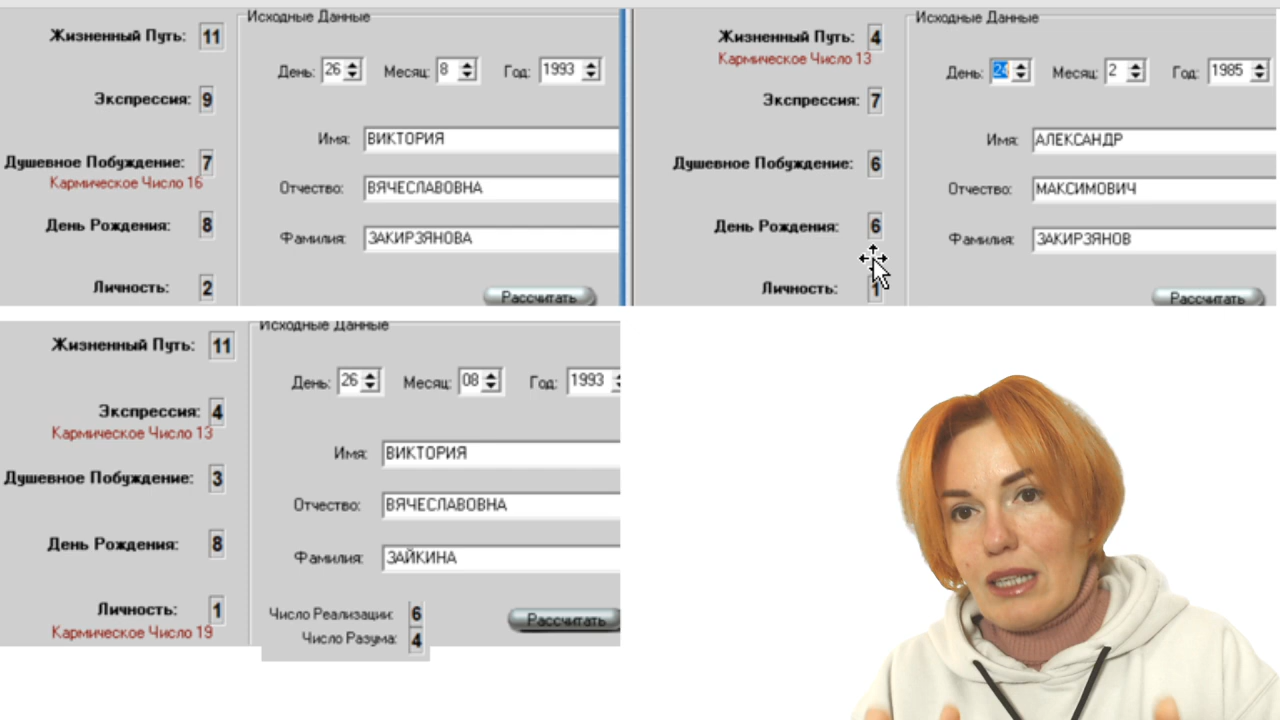 Исходные Данные
Жизненный Путь: 11
День: 26 Месяц: 8 Год: 1993
Экспрессия: 9
Имя: ВИКТОРИЯ
Душевное Побуждение: 7
Кармическое Число 16
Отчество: ВЯЧЕСЛАВОВНА
День Рождения: 8
Фамилия: ЗАКИРЗЯНОВА
Личность: 2
Рассчитать
Исходные Данные
Жизненный Путь: 4
Кармическое Число 13
День: 24 Месяц: 2 Год: 1985
Экспрессия: 7
Имя: АЛЕКСАНДР
Душевное Побуждение: 6
Отчество: МАКСИМОВИЧ
День Рождения: 6
Фамилия: ЗАКИРЗЯНОВ
Личность: 1
Рассчитать
Исходные Данные
Жизненный Путь: 11
День: 26 Месяц: 08 Год: 1993
Экспрессия: 4
Кармическое Число 13
Имя: ВИКТОРИЯ
Душевное Побуждение: 3
Отчество: ВЯЧЕСЛАВОВНА
День Рождения: 8
Фамилия: ЗАЙКИНА
Личность: 1
Кармическое Число 19
Число Реализации: 6
Число Разума: 4
Рассчитать